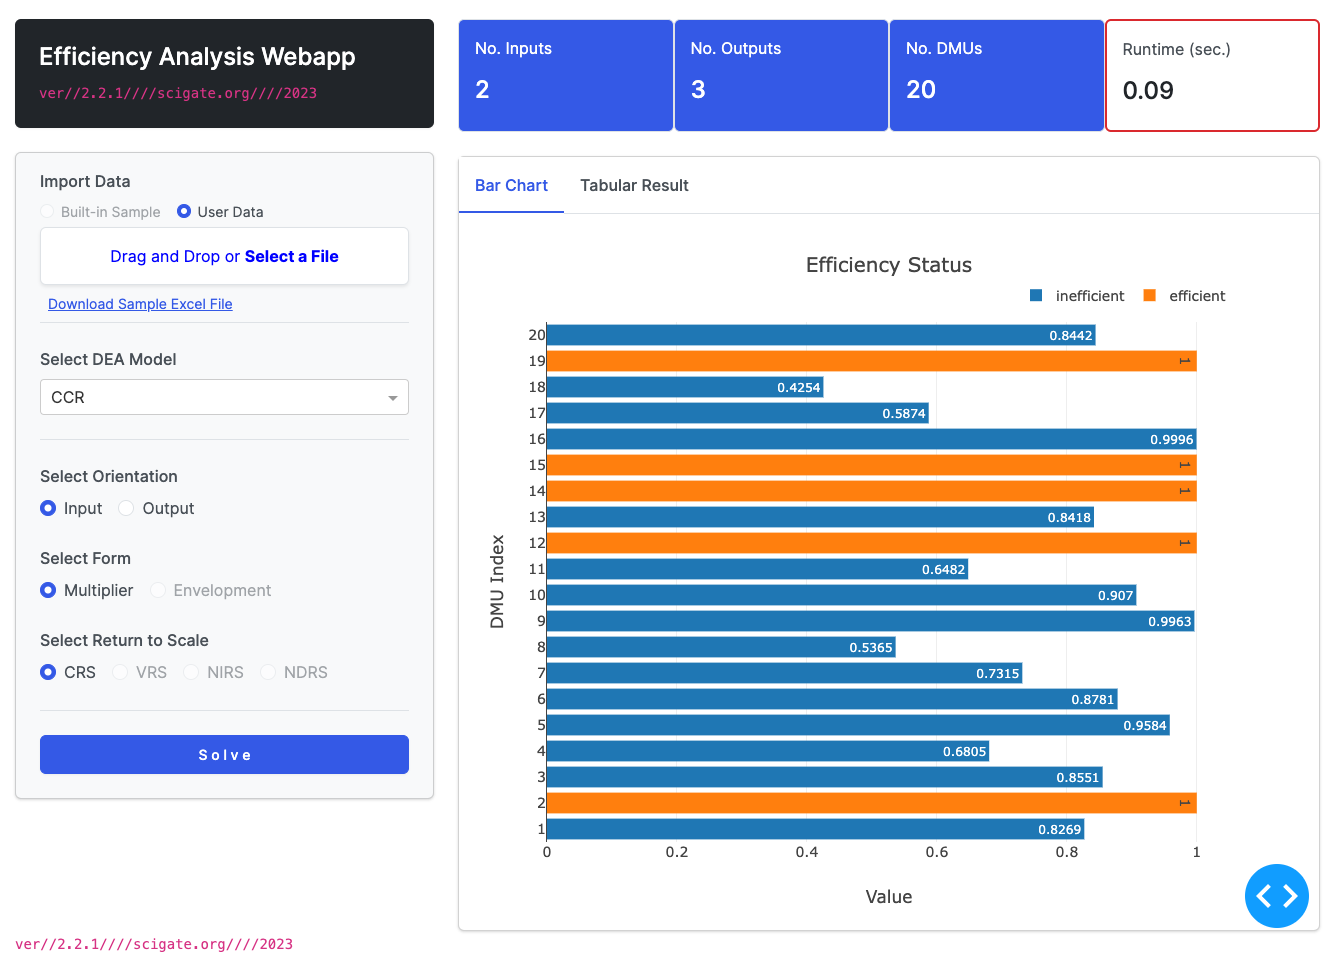 Efficiency Analysis Webapp
ver//2.2.1////scigate.org////2023
No. Inputs
2
No. Outputs
3
No. DMUs
20
Runtime (sec.)
0.09
Import Data
Built-in Sample User Data
Drag and Drop or Select a File
Download Sample Excel File
Select DEA Model
CCR
Select Orientation
Input Output
Select Form
Multiplier Envelopment
Select Return to Scale
CRS VRS NIRS NDRS
Solve
Bar Chart Tabular Result
Efficiency Status
inefficient efficient
20 0.8442
19 1
18 0.4254
17 0.5874
16 0.9996
15 1
14 1
13 0.8418
12 1
11 0.6482
10 0.907
9 0.9963
8 0.5365
7 0.7315
6 0.8781
5 0.9584
4 0.6805
3 0.8551
2 1
1 0.8269
DMU Index
0 0.2 0.4 0.6 0.8 1
Value
ver//2.2.1////scigate.org////2023